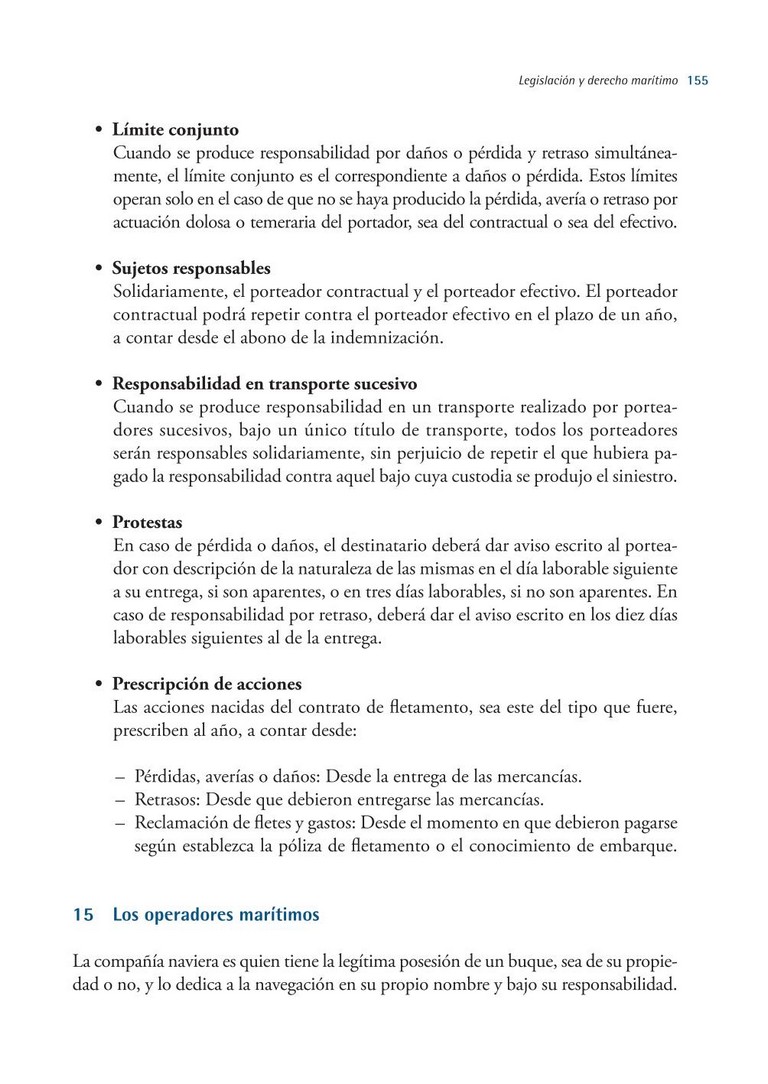 Legislación y derecho marítimo 155
• Límite conjunto
Cuando se produce responsabilidad por daños o pérdida y retraso simultánea-
mente, el límite conjunto es el correspondiente a daños o pérdida. Estos límites
operan solo en el caso de que no se haya producido la pérdida, avería o retraso por
actuación dolosa o temeraria del portador, sea del contractual o sea del efectivo.
• Sujetos responsables
Solidariamente, el porteador contractual y el porteador efectivo. El porteador
contractual podrá repetir contra el porteador efectivo en el plazo de un año,
a contar desde el abono de la indemnización.
• Responsabilidad en transporte sucesivo
Cuando se produce responsabilidad en un transporte realizado por portea-
dores sucesivos, bajo un único título de transporte, todos los porteadores
serán responsables solidariamente, sin perjuicio de repetir el que hubiera pa-
gado la responsabilidad contra aquel bajo cuya custodia se produjo el siniestro.
• Protestas
En caso de pérdida o daños, el destinatario deberá dar aviso escrito al portea-
dor con descripción de la naturaleza de las mismas en el día laborable siguiente
a su entrega, si son aparentes, o en tres días laborables, si no son aparentes. En
caso de responsabilidad por retraso, deberá dar el aviso escrito en los diez días
laborables siguientes al de la entrega.
• Prescripción de acciones
Las acciones nacidas del contrato de fletamento, sea este del tipo que fuere,
prescriben al año, a contar desde:
– Pérdidas, averías o daños: Desde la entrega de las mercancías.
– Retrasos: Desde que debieron entregarse las mercancías.
– Reclamación de fletes y gastos: Desde el momento en que debieron pagarse
según establezca la póliza de fletamento o el conocimiento de embarque.
15 Los operadores marítimos
La compañía naviera es quien tiene la legítima posesión de un buque, sea de su propie-
dad o no, y lo dedica a la navegación en su propio nombre y bajo su responsabilidad.